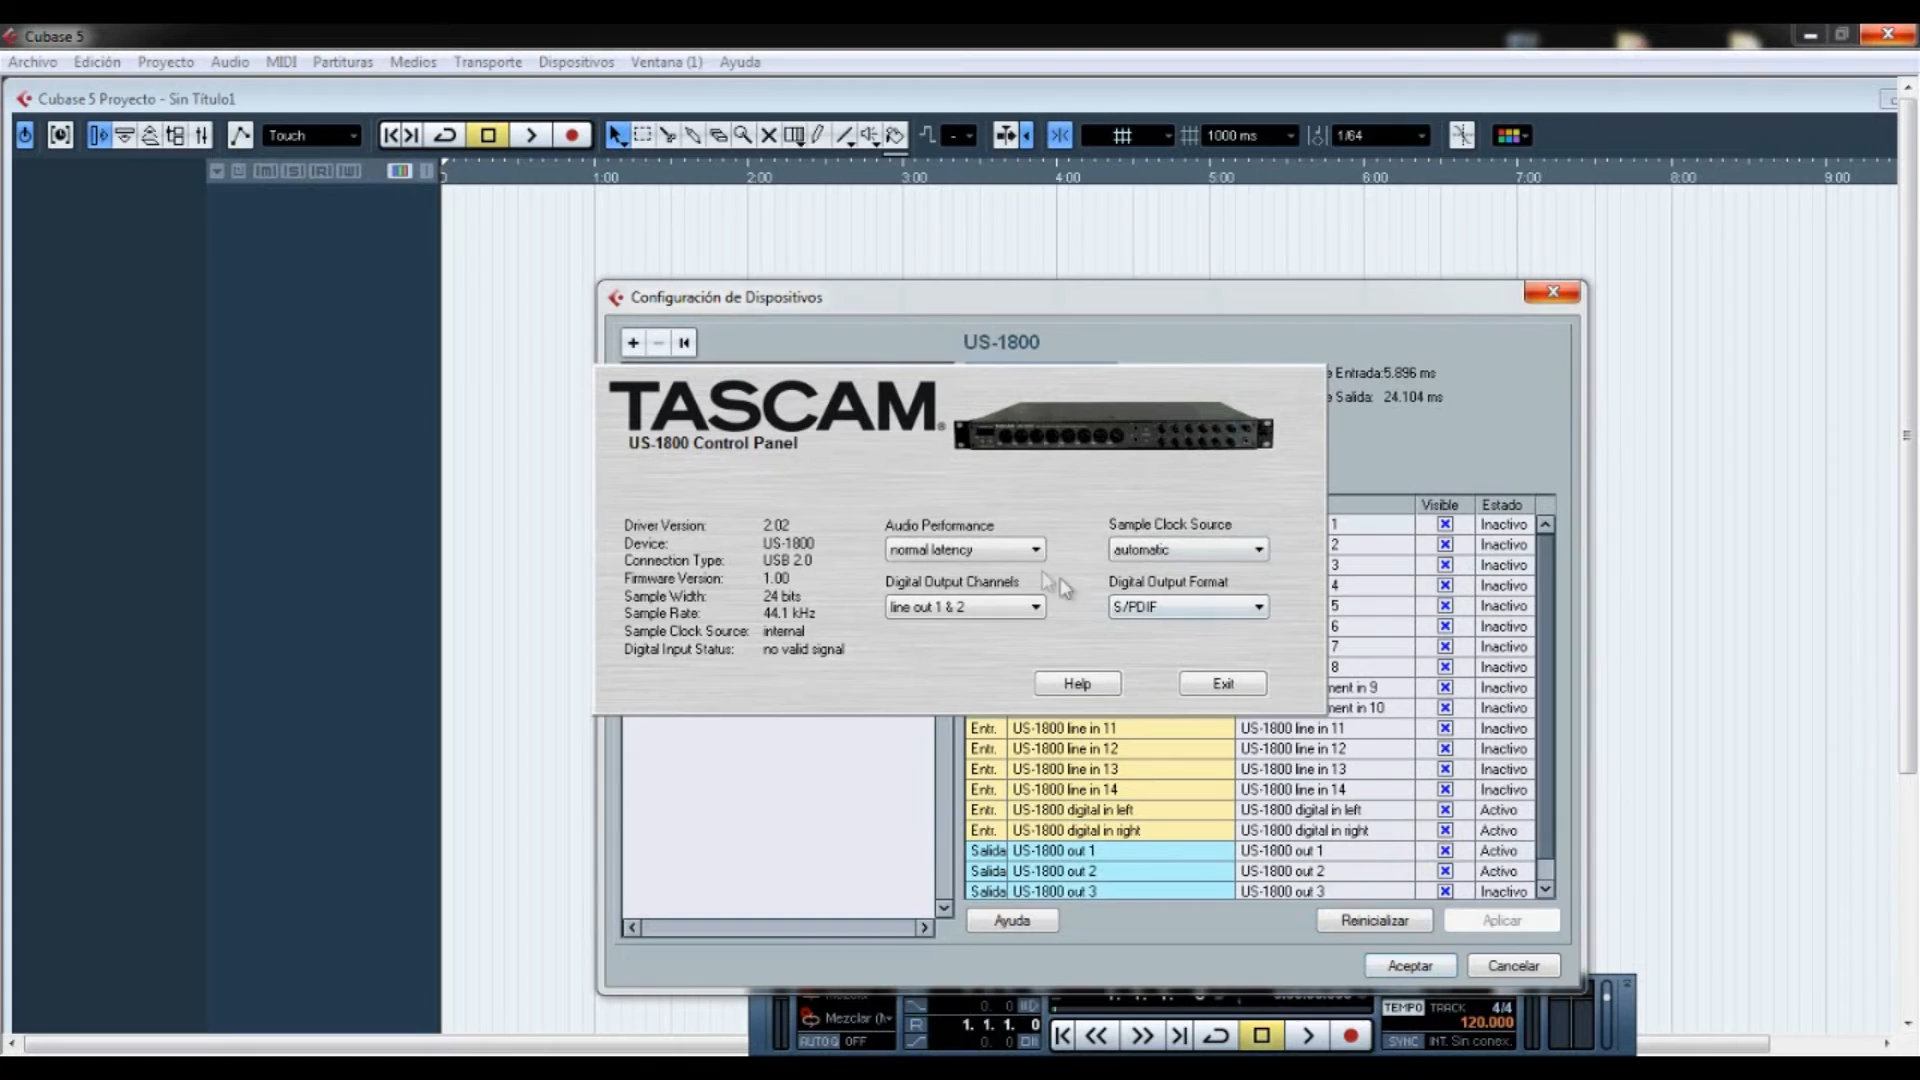 Cubase 5
Archivo Edición Proyecto Audio MIDI Partituras Medios Transporte Dispositivos Ventana (1) Ayuda
Cubase 5 Proyecto - Sin Título1
Touch 1000 ms 1/64
[m] [S] [R] [W]
1:00 2:00 3:00 4:00 5:00 6:00 7:00 8:00 9:00
Configuración de Dispositivos
US-1800
Entrada: 5.896 ms
Salida: 24.104 ms
TASCAM
US-1800 Control Panel
Driver Version: 2.02
Device: US-1800
Connection Type: USB 2.0
Firmware Version: 1.00
Sample Width: 24 bits
Sample Rate: 44.1 kHz
Sample Clock Source: internal
Digital Input Status: no valid signal
Audio Performance
normal latency
Sample Clock Source
automatic
Digital Output Channels
line out 1 & 2
Digital Output Format
S/PDIF
Help Exit
Visible Estado
1 Inactivo
2 Inactivo
3 Inactivo
4 Inactivo
5 Inactivo
6 Inactivo
7 Inactivo
8 Inactivo
ment in 9 Inactivo
ment in 10 Inactivo
Entr. US-1800 line in 11 US-1800 line in 11 Inactivo
Entr. US-1800 line in 12 US-1800 line in 12 Inactivo
Entr. US-1800 line in 13 US-1800 line in 13 Inactivo
Entr. US-1800 line in 14 US-1800 line in 14 Inactivo
Entr. US-1800 digital in left US-1800 digital in left Activo
Entr. US-1800 digital in right US-1800 digital in right Activo
Salida US-1800 out 1 US-1800 out 1 Activo
Salida US-1800 out 2 US-1800 out 2 Activo
Salida US-1800 out 3 US-1800 out 3 Inactivo
Ayuda Reinicializar Aplicar
Aceptar Cancelar
Mezclar
AUTO Q OFF
1. 1. 1. 0
TEMPO TRACK 4/4
120.000
SYNC INT. Sin conex.